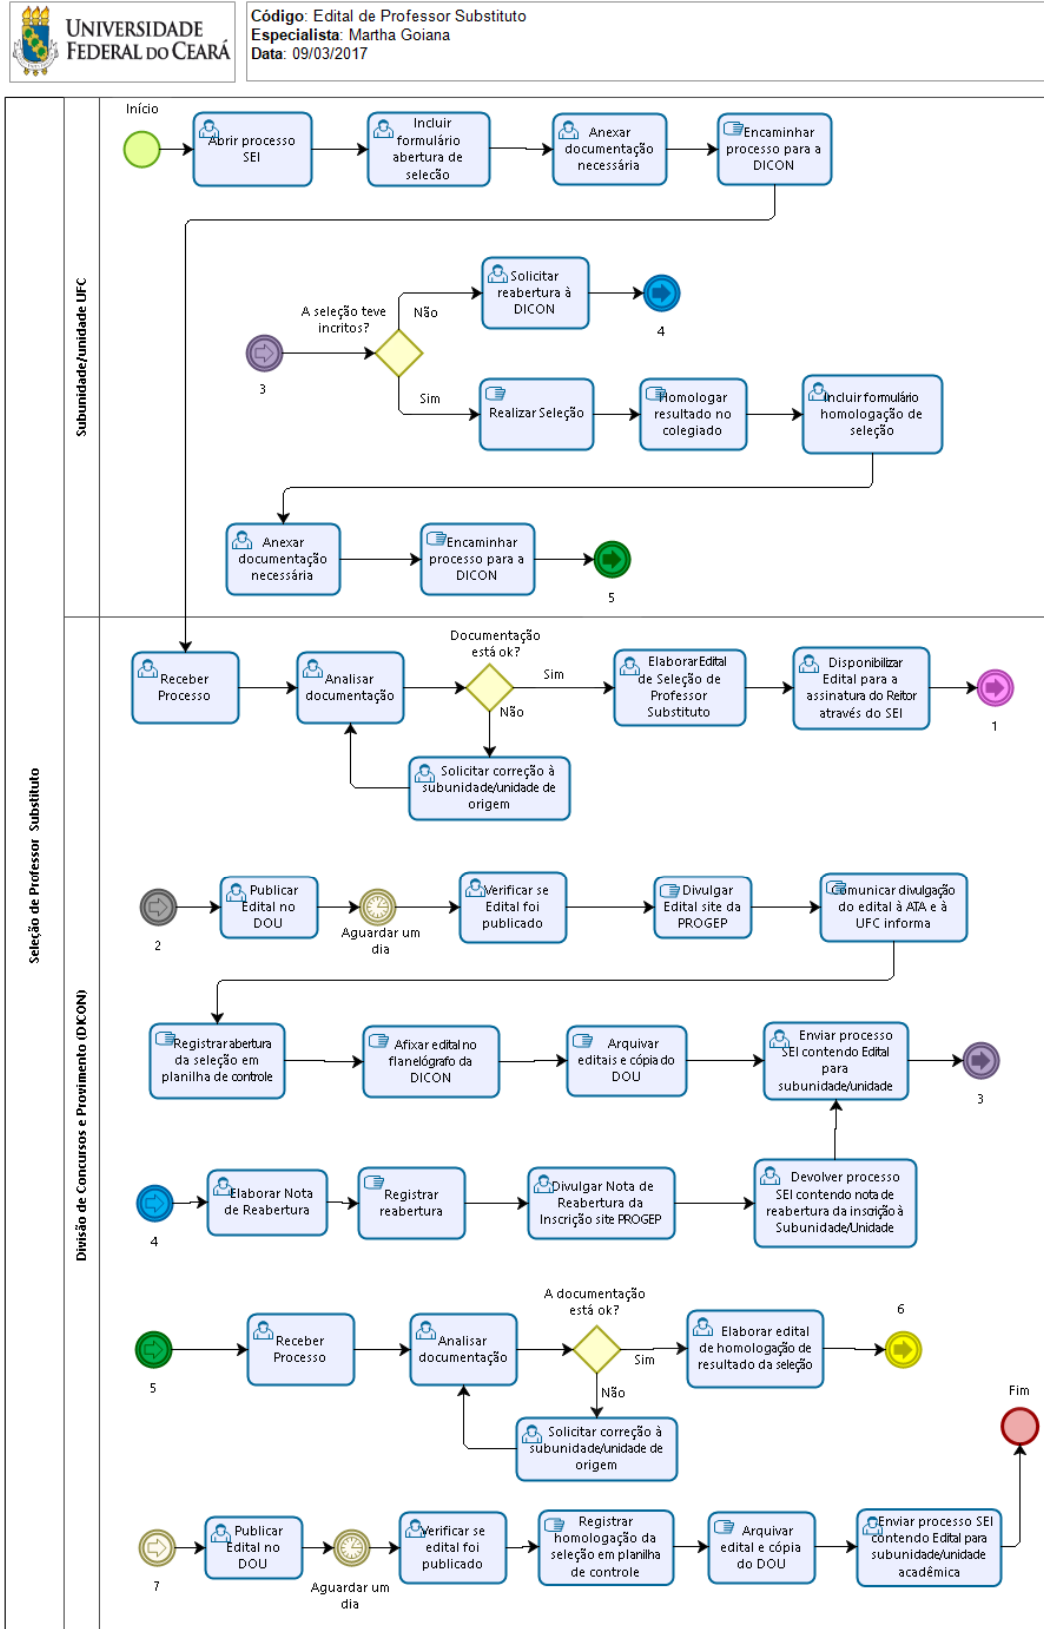 UNIVERSIDADE
FEDERAL DO CEARÁ
Código: Edital de Professor Substituto
Especialista: Martha Goiana
Data: 09/03/2017
Seleção de Professor Substituto
Subunidade/unidade UFC
Início
Abrir processo
SEI
Incluir
formulário
abertura de
seleção
Anexar
documentação
necessária
Encaminhar
processo para a
DICON
A seleção teve
incritos?
Não
Solicitar
reabertura à
DICON
4
3
Sim
Realizar Seleção
Homologar
resultado no
colegiado
Incluir formulário
homologação de
seleção
Anexar
documentação
necessária
Encaminhar
processo para a
DICON
5
Divisão de Concursos e Provimento (DICON)
Receber
Processo
Analisar
documentação
Documentação
está ok?
Sim
Não
Elaborar Edital
de Seleção de
Professor
Substituto
Disponibilizar
Edital para a
assinatura do Reitor
através do SEI
1
Solicitar correção à
subunidade/unidade de
origem
2
Publicar
Edital no
DOU
Aguardar um
dia
Verificar se
Edital foi
publicado
Divulgar
Edital site da
PROGEP
Comunicar divulgação
do edital à ATA e à
UFC informa
Registrar abertura
da seleção em
planilha de controle
Afixar edital no
flanelógrafo da
DICON
Arquivar
editais e cópia do
DOU
Enviar processo
SEI contendo Edital
para
subunidade/unidade
3
4
Elaborar Nota
de Reabertura
Registrar
reabertura
Divulgar Nota de
Reabertura da
Inscrição site PROGEP
Devolver processo
SEI contendo nota de
reabertura da inscrição à
Subunidade/Unidade
5
Receber
Processo
Analisar
documentação
A documentação
está ok?
Sim
Não
Elaborar edital
de homologação de
resultado da seleção
6
Solicitar correção à
subunidade/unidade de
origem
Fim
7
Publicar
Edital no
DOU
Aguardar um
dia
Verificar se
edital foi
publicado
Registrar
homologação da
seleção em planilha
de controle
Arquivar
edital e cópia
do DOU
Enviar processo SEI
contendo Edital para
subunidade/unidade
acadêmica